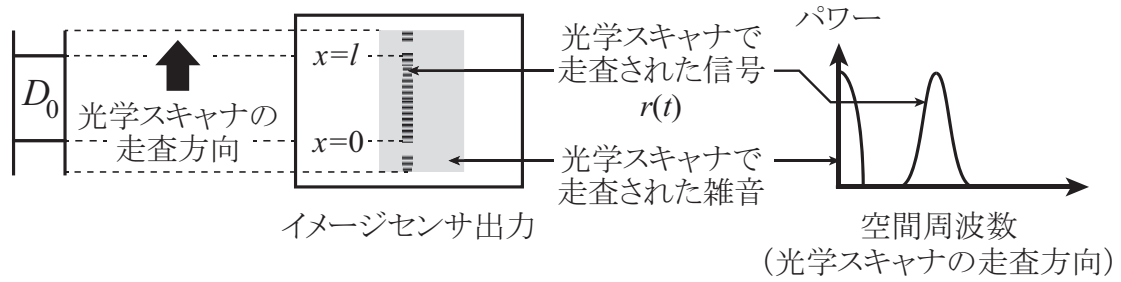 D0
光学スキャナの
走査方向
x=l
x=0
イメージセンサ出力
光学スキャナで
走査された信号
r(t)
光学スキャナで
走査された雑音
パワー
空間周波数
(光学スキャナの走査方向)